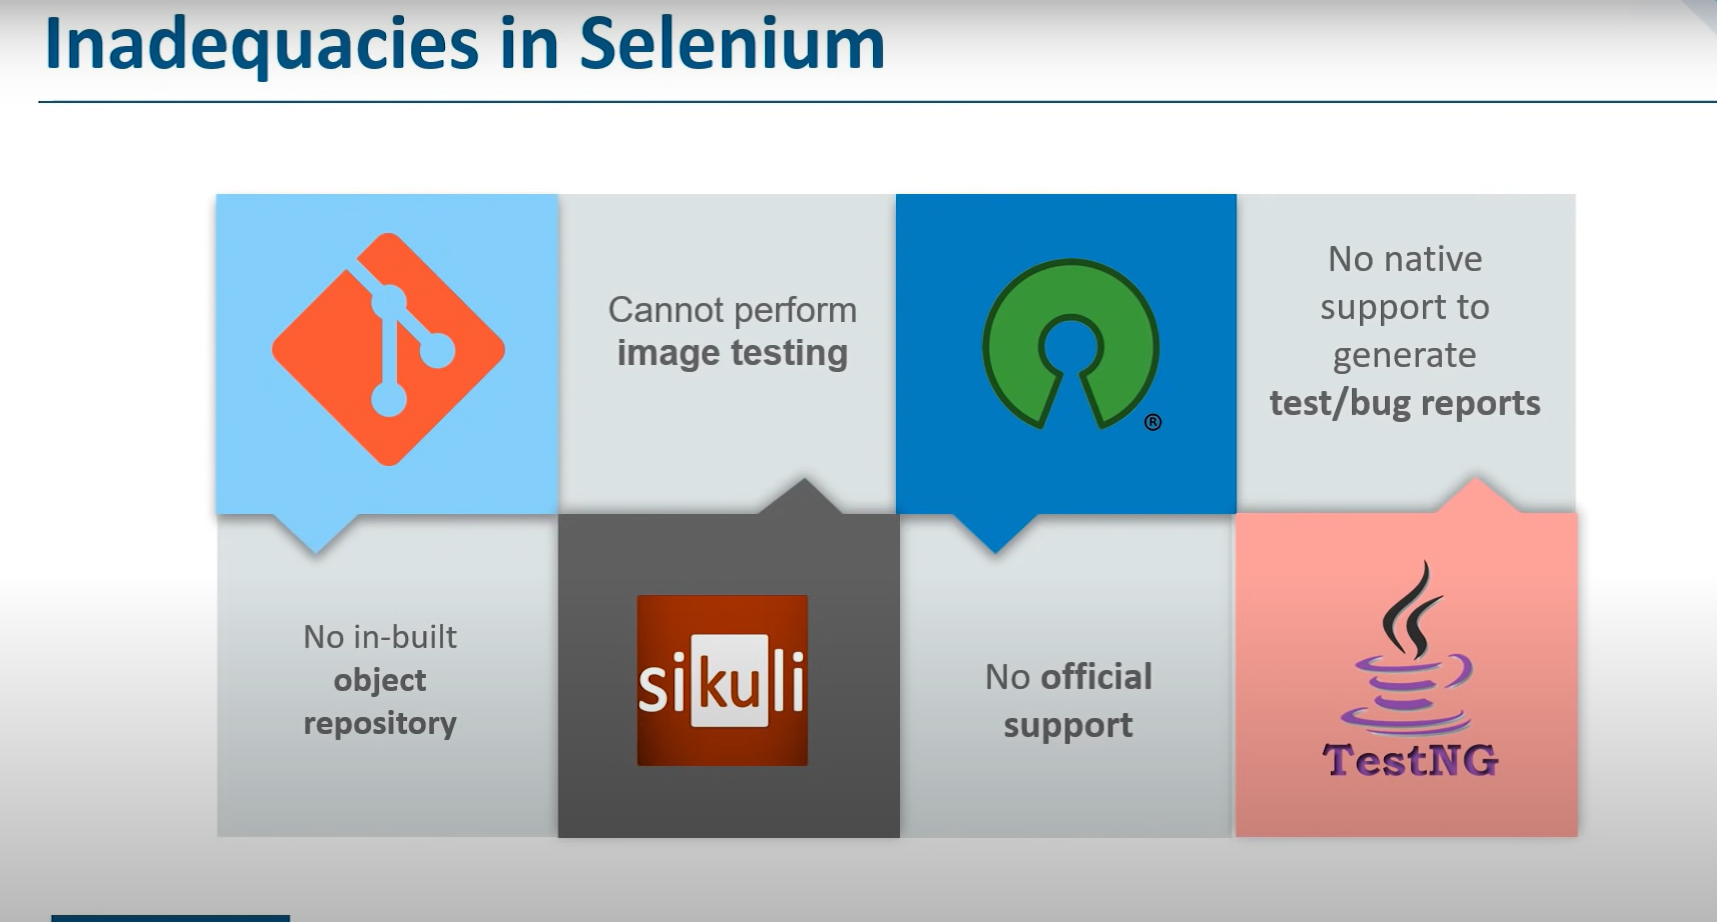 Inadequacies in Selenium
Cannot perform
image testing
No native
support to
generate
test/bug reports
®
No in-built
object
repository
sikuli
No official
support
TestNG